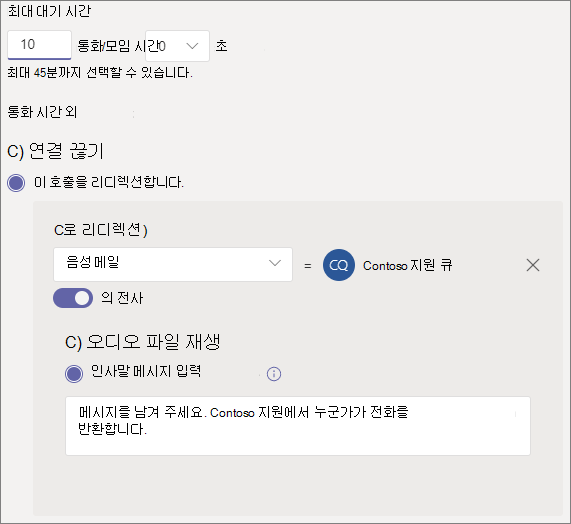 최대 대기 시간
10 통화/모임 시간 0 초
최대 45분까지 선택할 수 있습니다.
통화 시간 외
C) 연결 끊기
이 호출을 리디렉션합니다.
C로 리디렉션)
음성 메일 = CQ Contoso 지원 큐
의 전사
C) 오디오 파일 재생
인사말 메시지 입력
메시지를 남겨 주세요. Contoso 지원에서 누군가가 전화를
반환합니다.